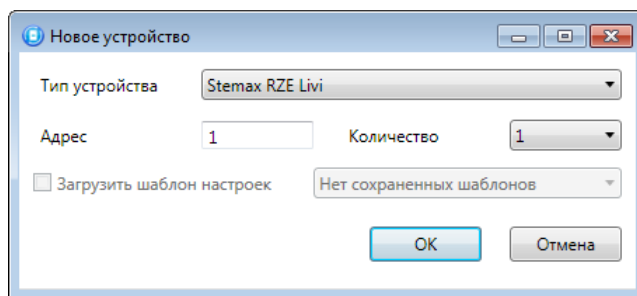 Новое устройство
Тип устройства Stemax RZE Livi
Адрес 1 Количество 1
Загрузить шаблон настроек Нет сохраненных шаблонов
OK Отмена